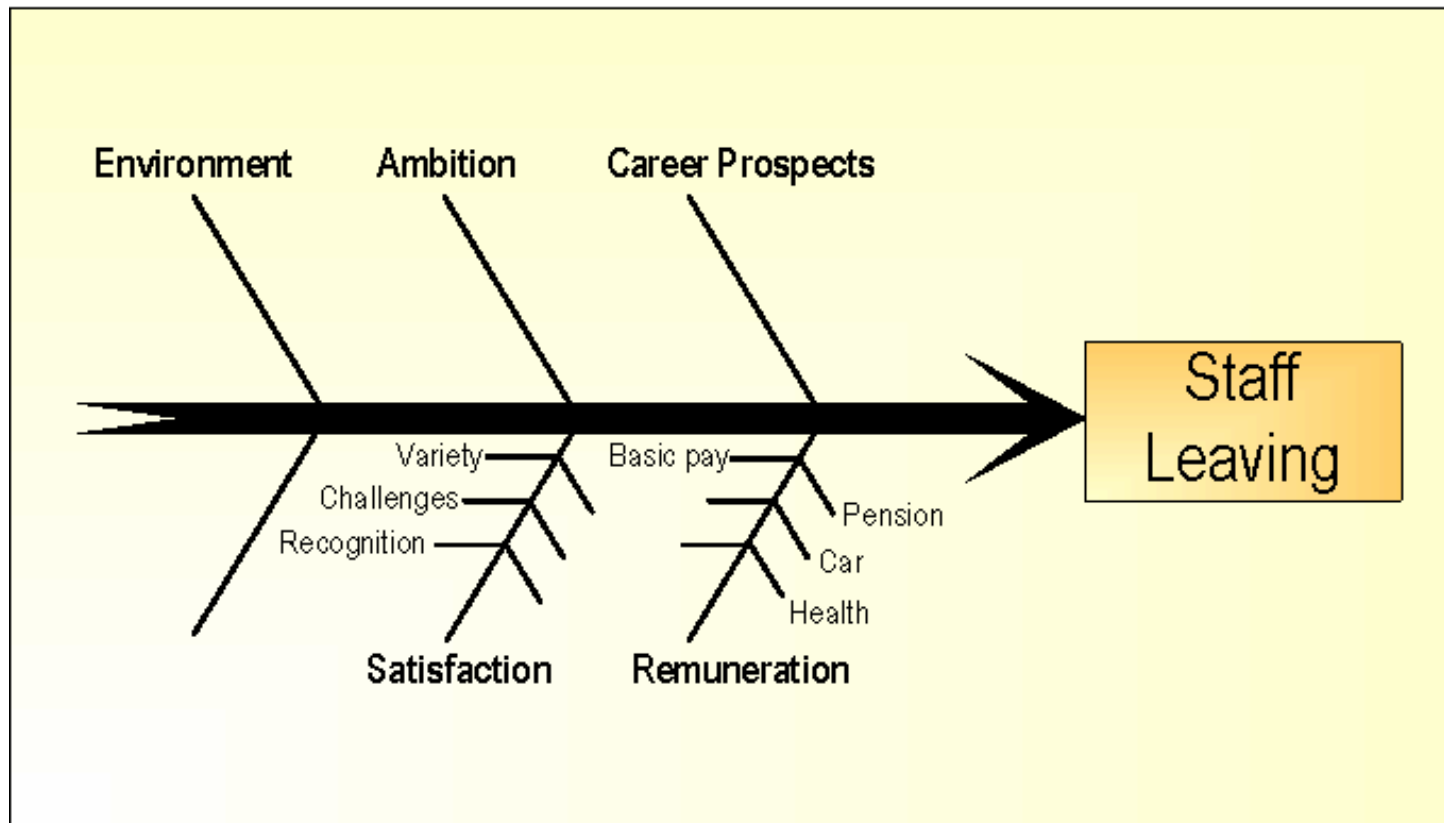 Environment
Ambition
Career Prospects
Staff
Leaving
Variety
Challenges
Recognition
Basic pay
Pension
Car
Health
Satisfaction
Remuneration